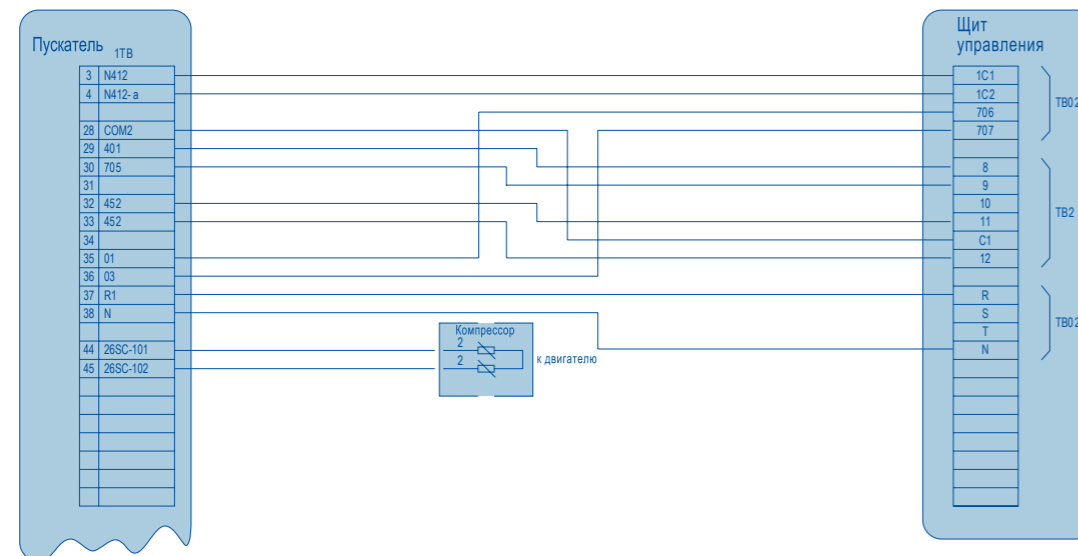 Пускатель 1TB
3 N412
4 N412-a
28 COM2
29 401
30 705
31
32 452
33 452
34
35 01
36 03
37 R1
38 N
44 26SC-101
45 26SC-102
Компрессор
2
2
к двигателю
Щит
управления
1C1
1C2
706
707
TB02
8
9
10
11
C1
12
TB2
R
S
T
N
TB02